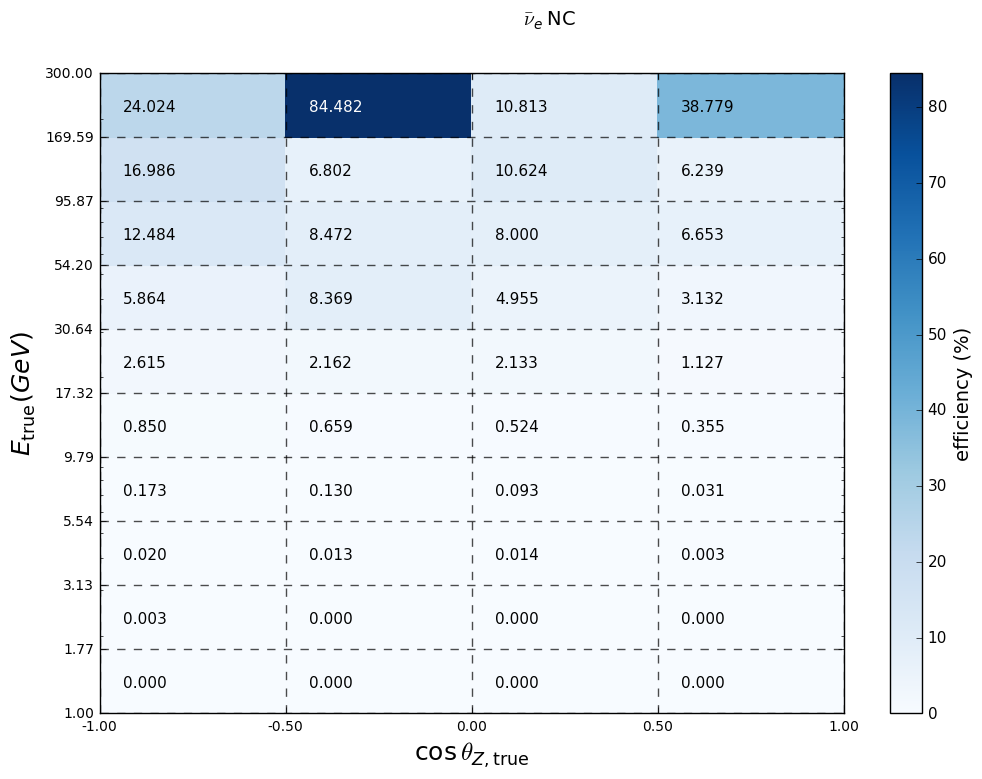 ν̄e NC
300.00
24.024 84.482 10.813 38.779
169.59
16.986 6.802 10.624 6.239
95.87
12.484 8.472 8.000 6.653
54.20
5.864 8.369 4.955 3.132
30.64
2.615 2.162 2.133 1.127
17.32
0.850 0.659 0.524 0.355
9.79
0.173 0.130 0.093 0.031
5.54
0.020 0.013 0.014 0.003
3.13
0.003 0.000 0.000 0.000
1.77
0.000 0.000 0.000 0.000
1.00
-1.00 -0.50 0.00 0.50 1.00
cos θZ, true
Etrue(GeV)
80
70
60
50
40
30
20
10
0
efficiency (%)